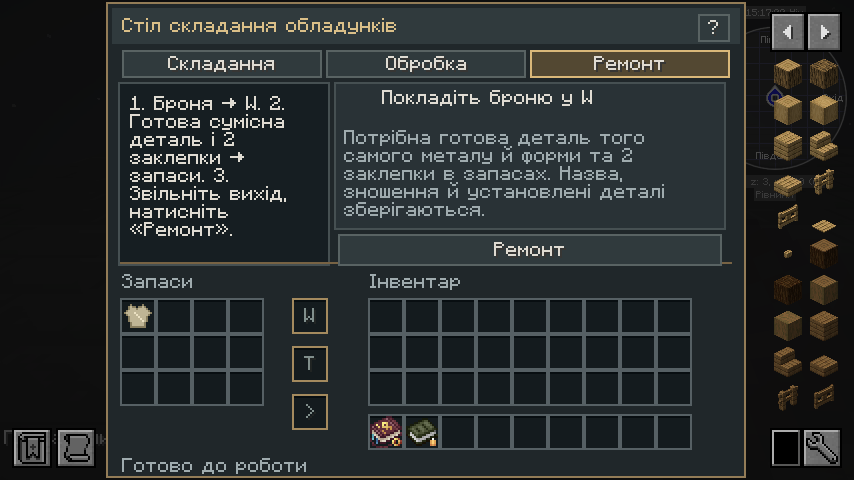 Стіл складання обладунків
?
Складання
Обробка
Ремонт
1. Броня → W. 2.
Готова сумісна
деталь і 2
заклепки →
запаси. 3.
Звільніть вихід,
натисніть
«Ремонт».
Покладіть броню у W
Потрібна готова деталь того
самого металу й форми та 2
заклепки в запасах. Назва,
зношення й установлені деталі
зберігаються.
Ремонт
Запаси
Інвентар
W
T
>
Готово до роботи